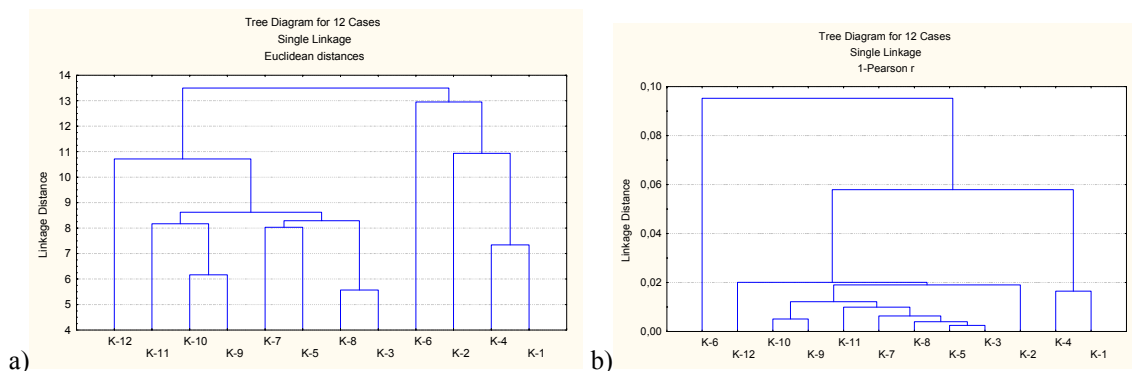 Tree Diagram for 12 Cases
Single Linkage
Euclidean distances
14
13
12
11
10
9
8
7
6
5
4
Linkage Distance
K-12 K-10 K-7 K-8 K-6 K-4
K-11 K-9 K-5 K-3 K-2 K-1
a)
Tree Diagram for 12 Cases
Single Linkage
1-Pearson r
0,10
0,08
0,06
0,04
0,02
0,00
Linkage Distance
K-6 K-10 K-11 K-8 K-3 K-4
K-12 K-9 K-7 K-5 K-2 K-1
b)